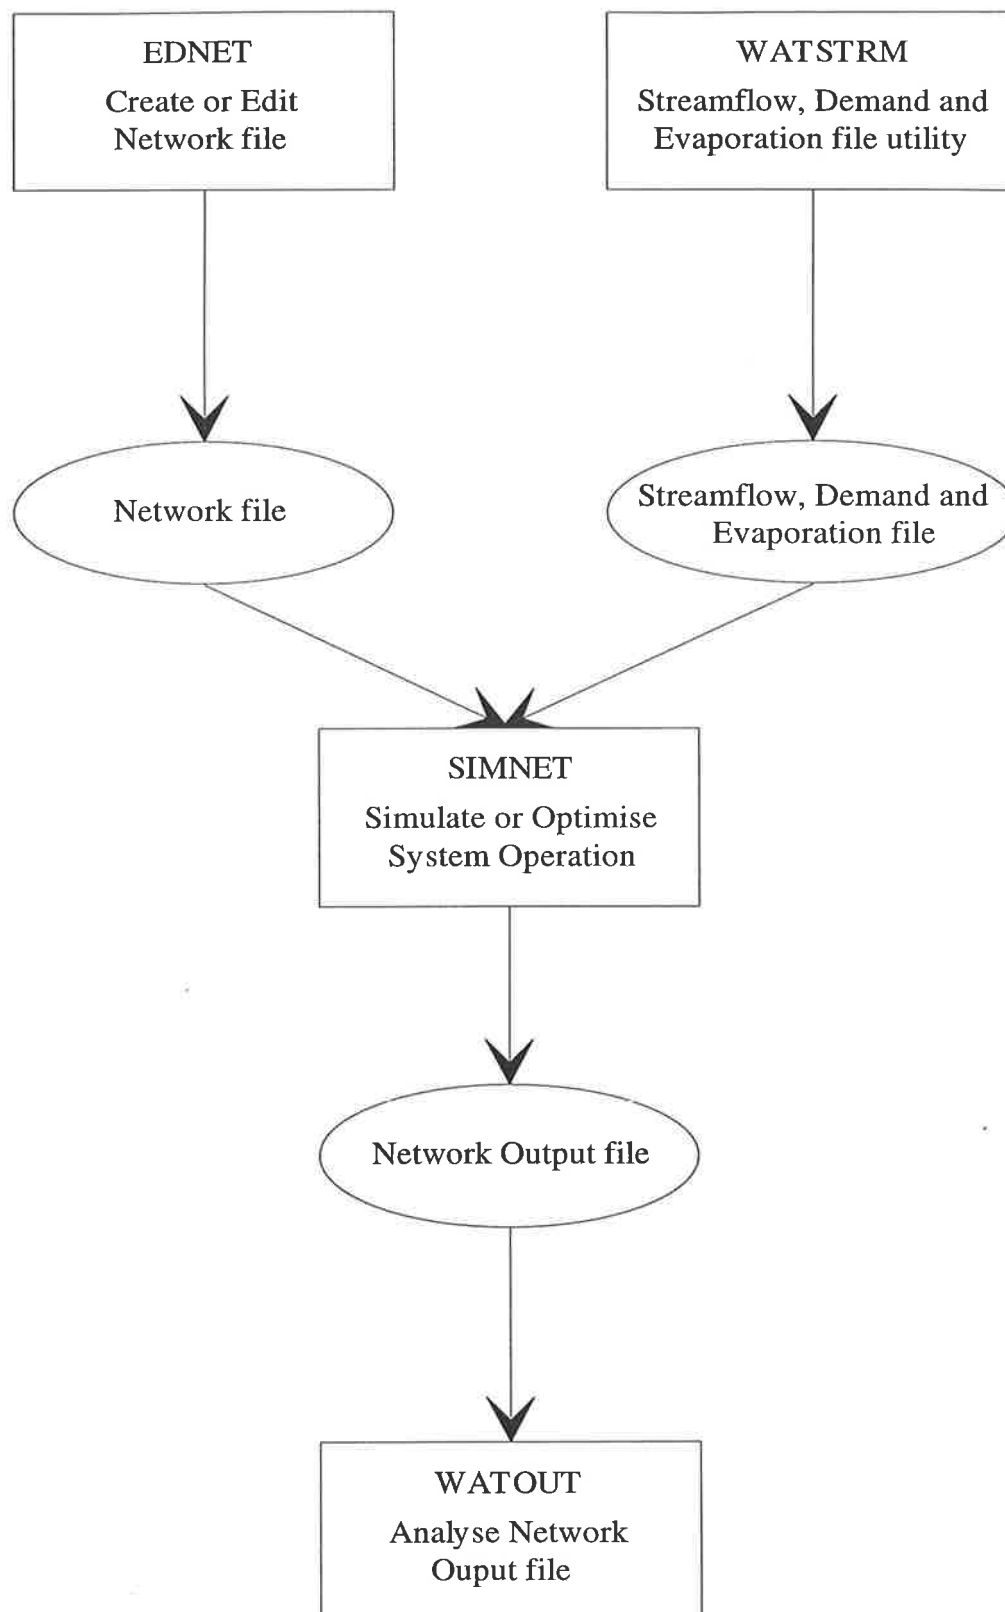 EDNET
Create or Edit
Network file
WATSTRM
Streamflow, Demand and
Evaporation file utility
Network file
Streamflow, Demand and
Evaporation file
SIMNET
Simulate or Optimise
System Operation
Network Output file
WATOUT
Analyse Network
Ouput file